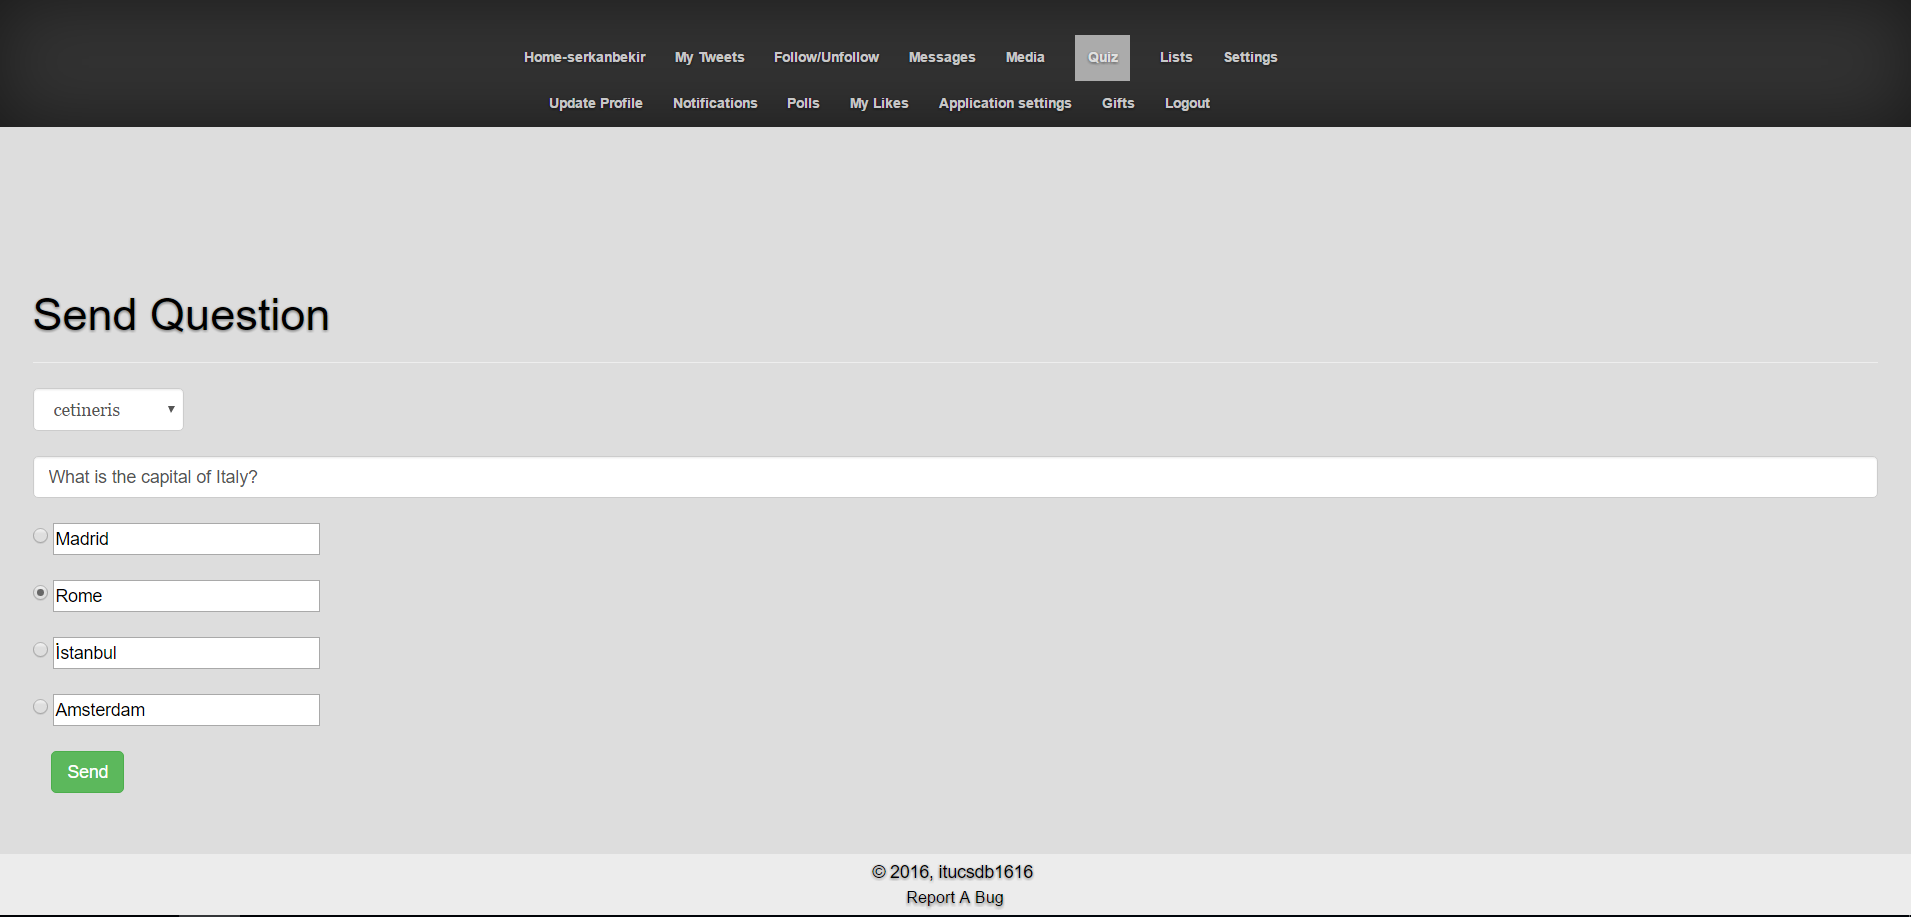 Home-serkanbekir My Tweets Follow/Unfollow Messages Media Quiz Lists Settings
Update Profile Notifications Polls My Likes Application settings Gifts Logout
Send Question
cetineris
What is the capital of Italy?
Madrid
Rome
İstanbul
Amsterdam
Send
© 2016, itucsdb1616
Report A Bug